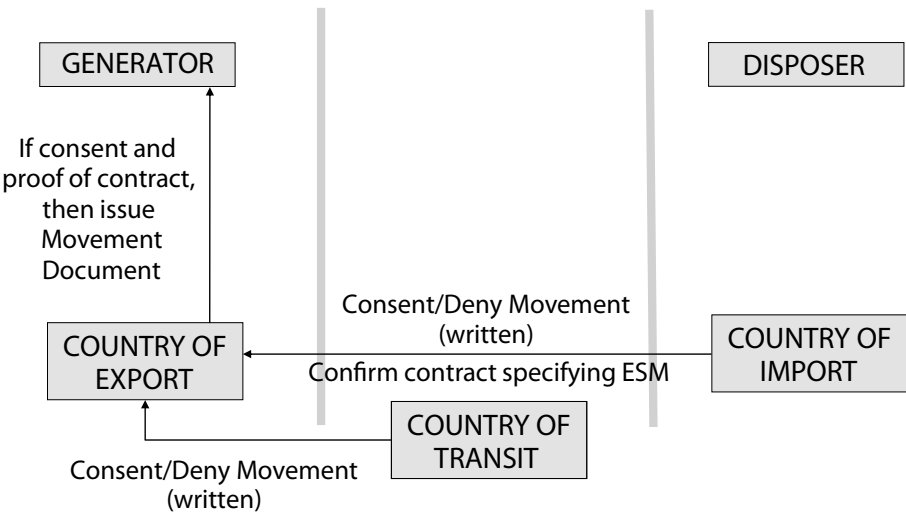 GENERATOR
DISPOSER
If consent and
proof of contract,
then issue
Movement
Document
Consent/Deny Movement
(written)
COUNTRY OF
EXPORT
Confirm contract specifying ESM
COUNTRY OF
IMPORT
COUNTRY OF
TRANSIT
Consent/Deny Movement
(written)